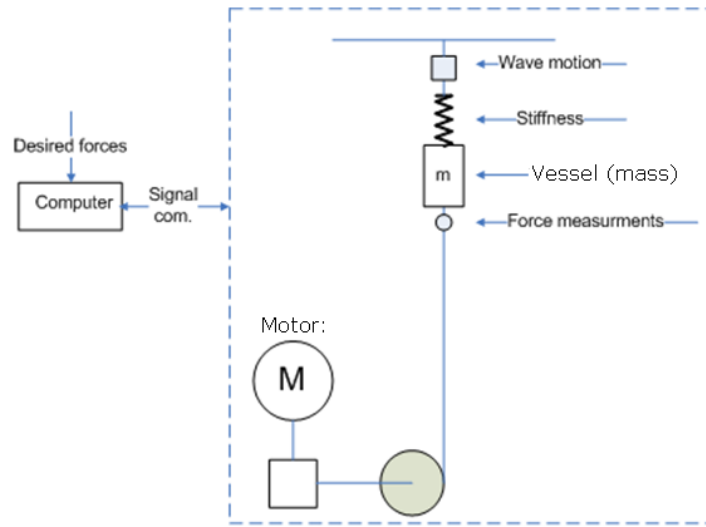 Wave motion
Stiffness
Desired forces
m
Vessel (mass)
Computer
Signal
com.
Force measurments
Motor:
M